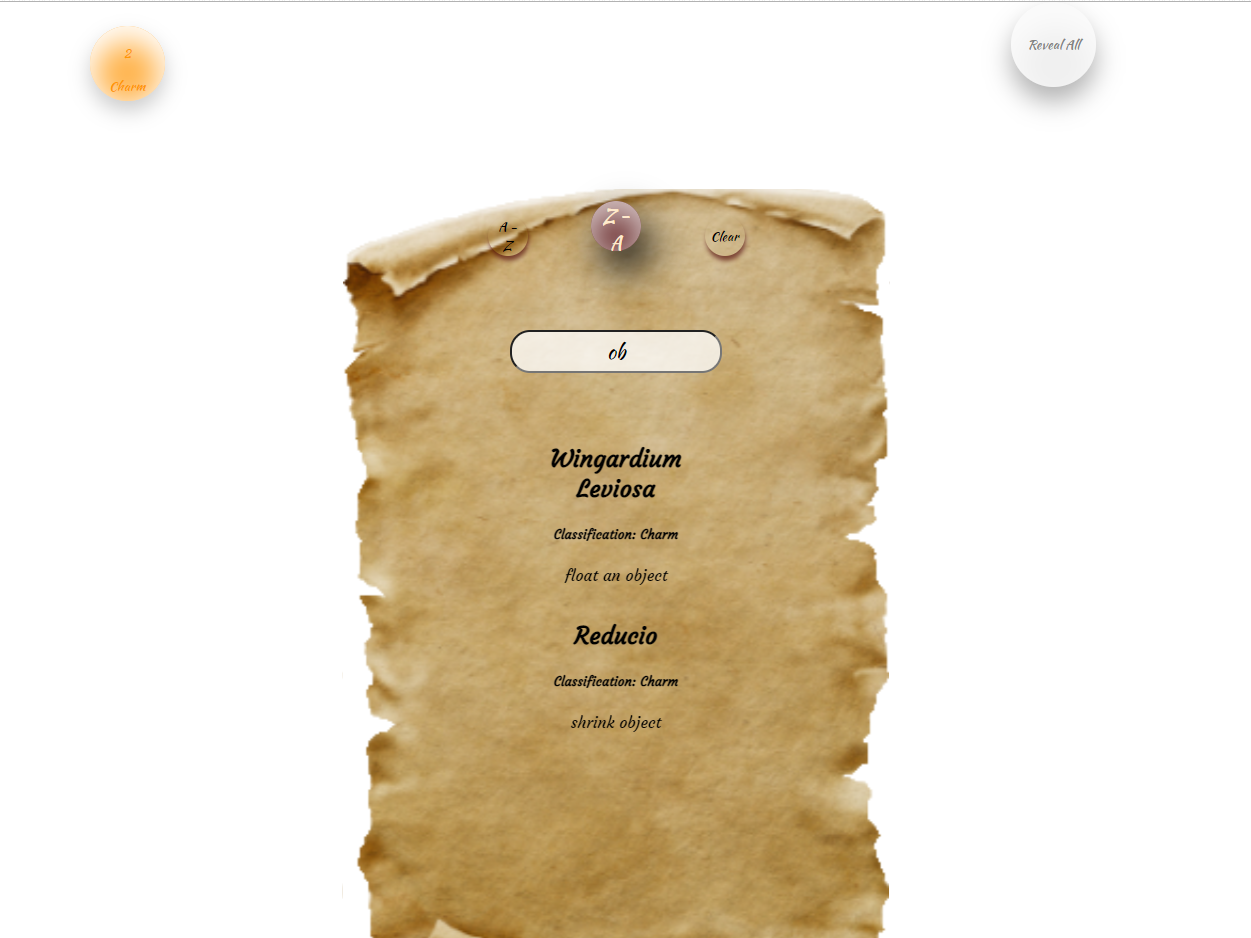 2
Charm
Reveal All
A -
Z
Z -
A
Clear
ob
Wingardium
Leviosa
Classification: Charm
float an object
Reducio
Classification: Charm
shrink object